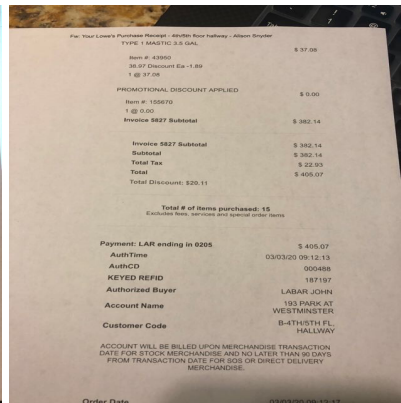 Fw: Your Lowe's Purchase Receipt - 4th/5th floor hallway - Allison Snyder
TYPE 1 MASTIC 3.5 GAL
$ 37.08
Item #: 43950
38.97 Discount Ea -1.89
1 @ 37.08
PROMOTIONAL DISCOUNT APPLIED
$ 0.00
Item #: 155670
1 @ 0.00
Invoice 5827 Subtotal $ 382.14
Invoice 5827 Subtotal $ 382.14
Subtotal $ 382.14
Total Tax $ 22.93
Total $ 405.07
Total Discount: $20.11
Total # of items purchased: 15
Excludes fees, services and special order items
Payment: LAR ending in 0205 $ 405.07
AuthTime 03/03/20 09:12:13
AuthCD 000488
KEYED REFID 187197
Authorized Buyer LABAR JOHN
Account Name 193 PARK AT
WESTMINSTER
Customer Code B-4TH/5TH FL.
HALLWAY
ACCOUNT WILL BE BILLED UPON MERCHANDISE TRANSACTION
DATE FOR STOCK MERCHANDISE AND NO LATER THAN 90 DAYS
FROM TRANSACTION DATE FOR SOS OR DIRECT DELIVERY
MERCHANDISE.
Order Date 03/03/20 09:12:17